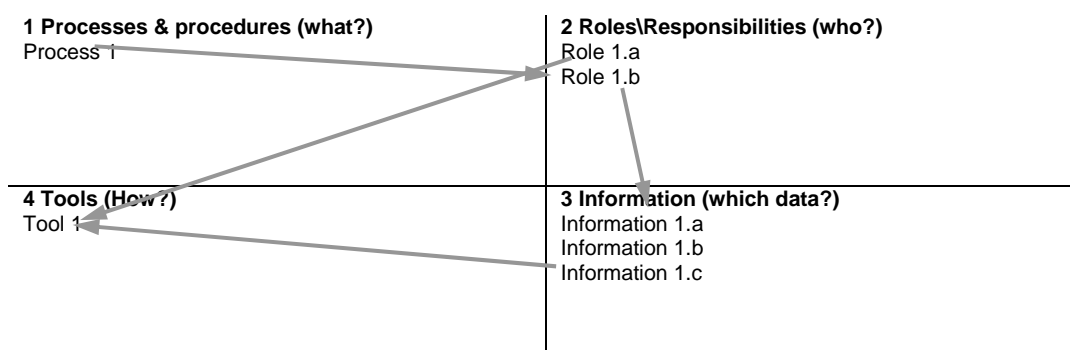 1 Processes & procedures (what?)
Process 1
2 Roles\Responsibilities (who?)
Role 1.a
Role 1.b
4 Tools (How?)
Tool 1
3 Information (which data?)
Information 1.a
Information 1.b
Information 1.c